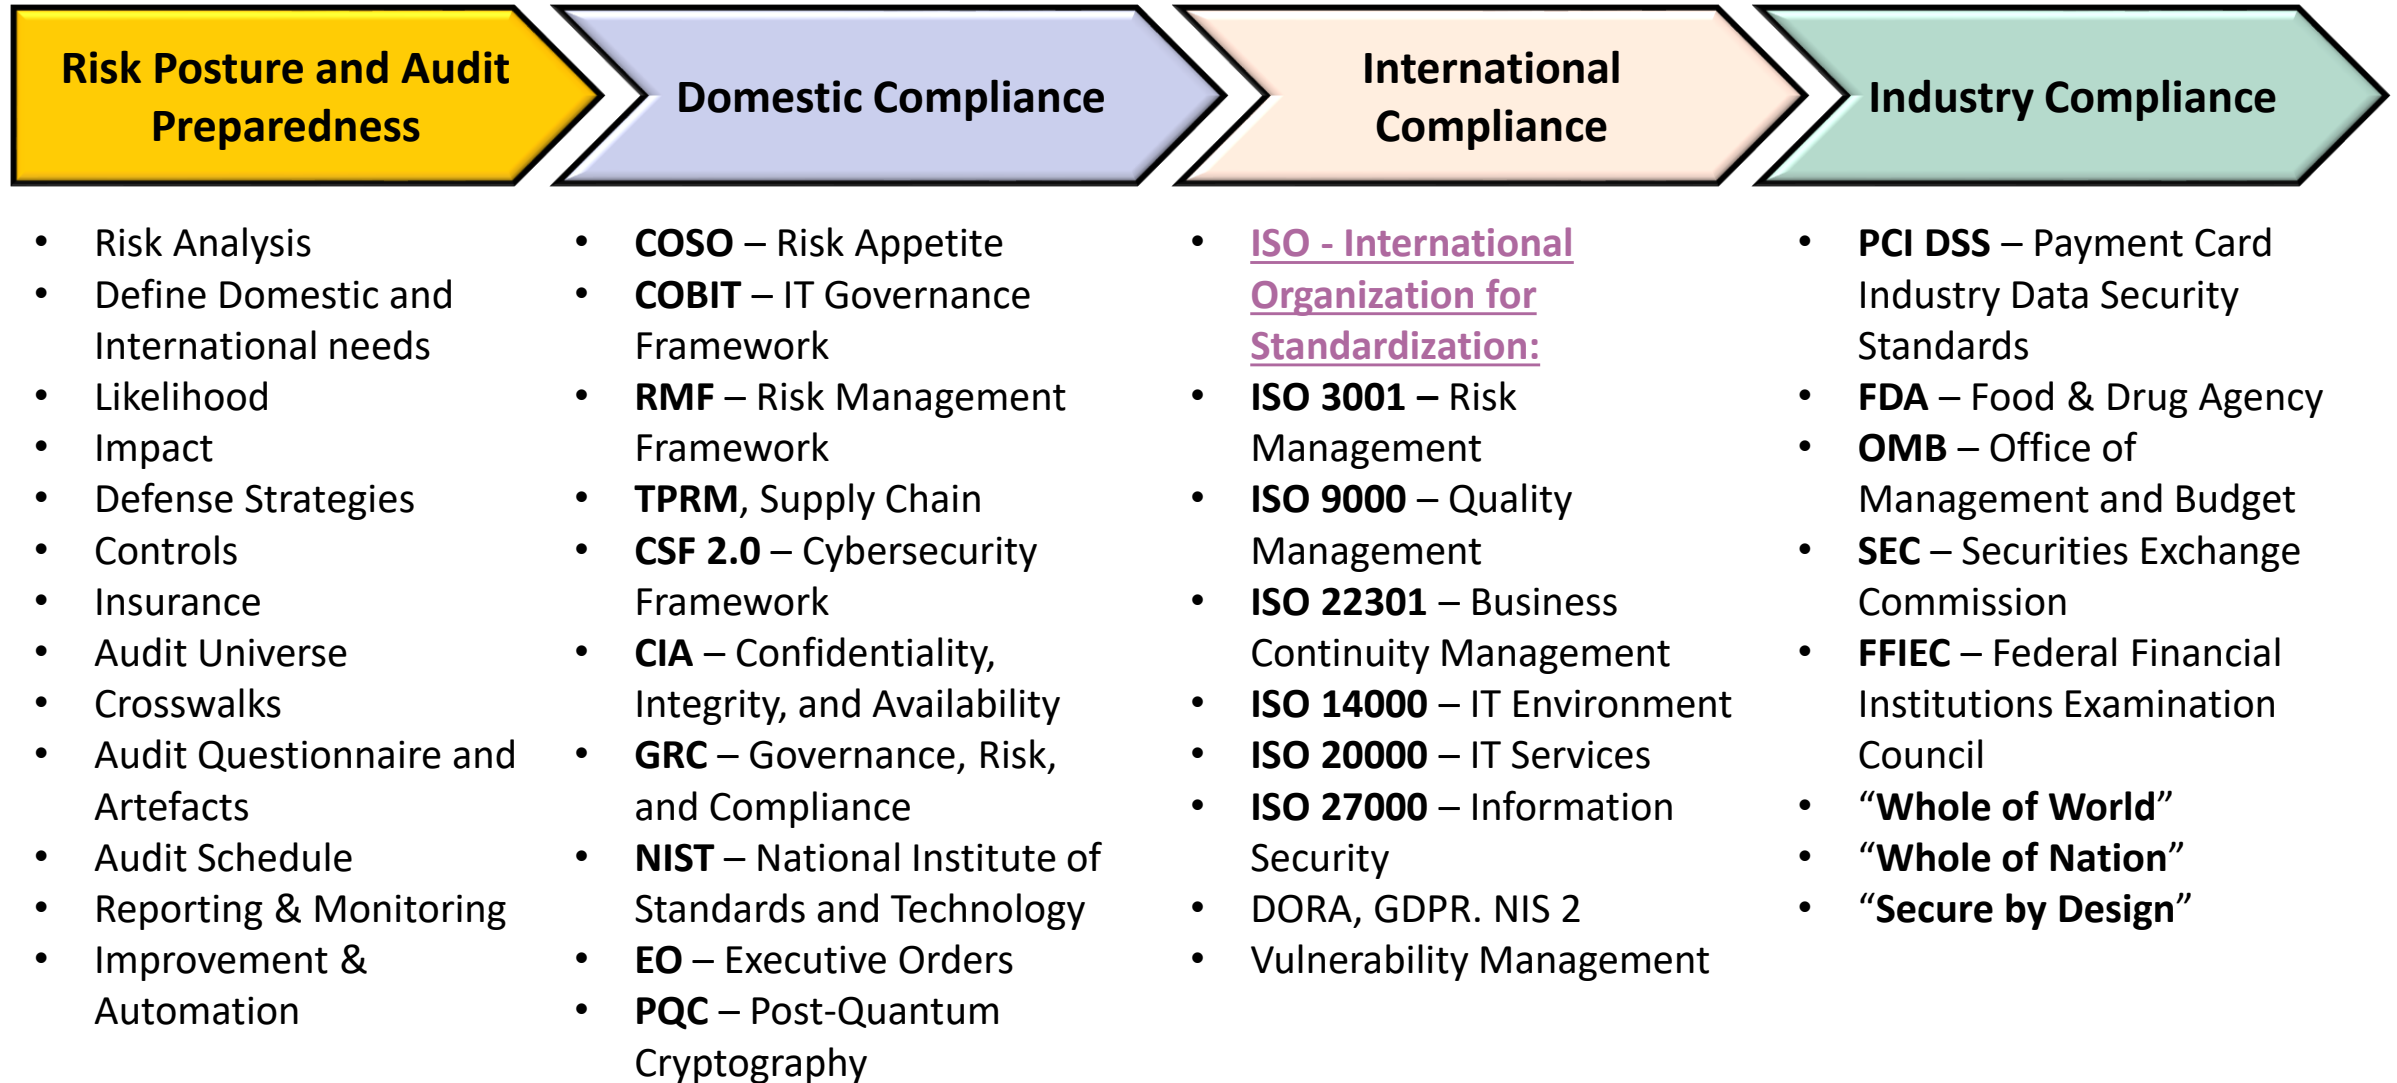 Risk Posture and Audit
Preparedness
Domestic Compliance
International
Compliance
Industry Compliance
• Risk Analysis
• Define Domestic and
International needs
• Likelihood
• Impact
• Defense Strategies
• Controls
• Insurance
• Audit Universe
• Crosswalks
• Audit Questionnaire and
Artefacts
• Audit Schedule
• Reporting & Monitoring
• Improvement &
Automation
• COSO – Risk Appetite
• COBIT – IT Governance
Framework
• RMF – Risk Management
Framework
• TPRM, Supply Chain
• CSF 2.0 – Cybersecurity
Framework
• CIA – Confidentiality,
Integrity, and Availability
• GRC – Governance, Risk,
and Compliance
• NIST – National Institute of
Standards and Technology
• EO – Executive Orders
• PQC – Post-Quantum
Cryptography
• ISO - International
Organization for
Standardization:
• ISO 3001 – Risk
Management
• ISO 9000 – Quality
Management
• ISO 22301 – Business
Continuity Management
• ISO 14000 – IT Environment
• ISO 20000 – IT Services
• ISO 27000 – Information
Security
• DORA, GDPR. NIS 2
• Vulnerability Management
• PCI DSS – Payment Card
Industry Data Security
Standards
• FDA – Food & Drug Agency
• OMB – Office of
Management and Budget
• SEC – Securities Exchange
Commission
• FFIEC – Federal Financial
Institutions Examination
Council
• “Whole of World”
• “Whole of Nation”
• “Secure by Design”